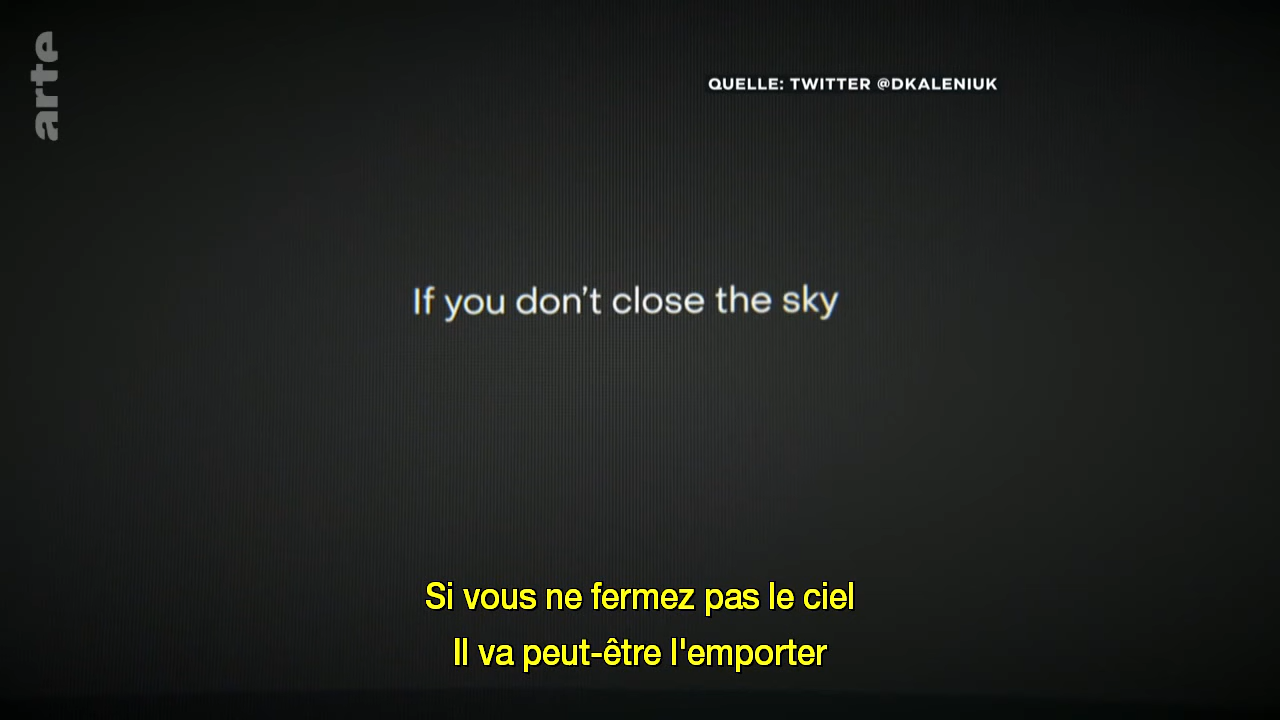 arte
QUELLE: TWITTER @DKALENIUK
If you don't close the sky
Si vous ne fermez pas le ciel
Il va peut-être l'emporter